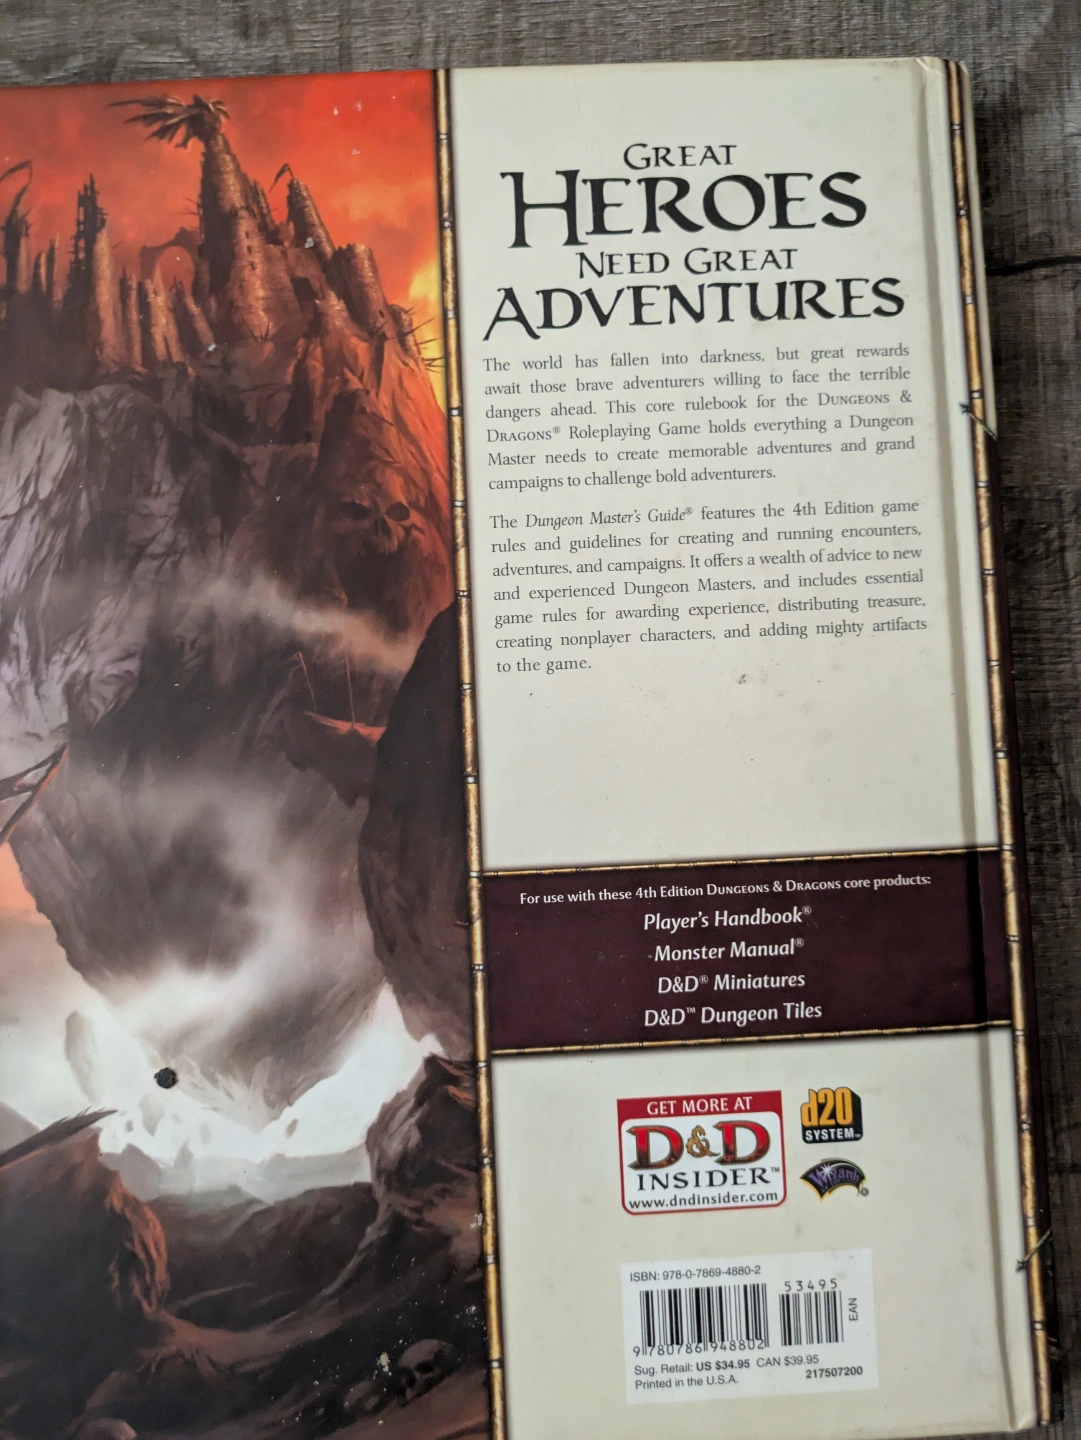 GREAT
HEROES
NEED GREAT
ADVENTURES
The world has fallen into darkness, but great rewards
await those brave adventurers willing to face the terrible
dangers ahead. This core rulebook for the DUNGEONS &
DRAGONS® Roleplaying Game holds everything a Dungeon
Master needs to create memorable adventures and grand
campaigns to challenge bold adventurers.
The Dungeon Master's Guide® features the 4th Edition game
rules and guidelines for creating and running encounters,
adventures, and campaigns. It offers a wealth of advice to new
and experienced Dungeon Masters, and includes essential
game rules for awarding experience, distributing treasure,
creating nonplayer characters, and adding mighty artifacts
to the game.
For use with these 4th Edition DUNGEONS & DRAGONS core products:
Player's Handbook®
Monster Manual®
D&D® Miniatures
D&D™ Dungeon Tiles
GET MORE AT
D&D
INSIDER™
www.dndinsider.com
d20
SYSTEM™
Wizards
ISBN: 978-0-7869-4880-2
53495
EAN
9 780786 948802
Sug. Retail: US $34.95 CAN $39.95
Printed in the U.S.A. 217507200